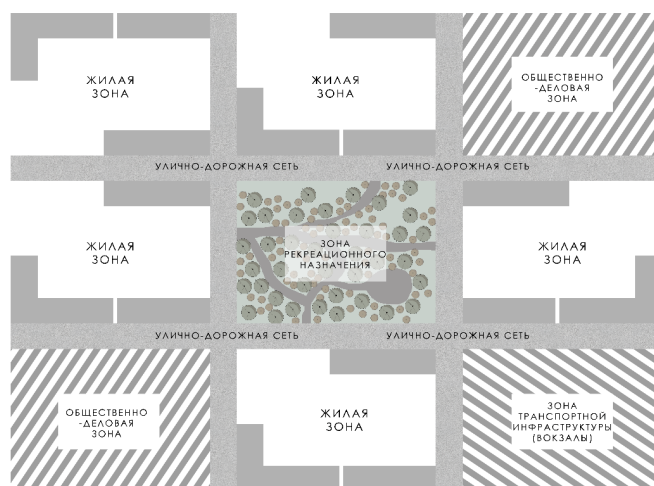 ЖИЛАЯ
ЗОНА
ЖИЛАЯ
ЗОНА
ОБЩЕСТВЕННО
-ДЕЛОВАЯ
ЗОНА
УЛИЧНО-ДОРОЖНАЯ СЕТЬ
УЛИЧНО-ДОРОЖНАЯ СЕТЬ
ЖИЛАЯ
ЗОНА
ЗОНА
РЕКРЕАЦИОННОГО
НАЗНАЧЕНИЯ
ЖИЛАЯ
ЗОНА
УЛИЧНО-ДОРОЖНАЯ СЕТЬ
УЛИЧНО-ДОРОЖНАЯ СЕТЬ
ОБЩЕСТВЕННО
-ДЕЛОВАЯ
ЗОНА
ЖИЛАЯ
ЗОНА
ЗОНА
ТРАНСПОРТНОЙ
ИНФРАСТРУКТУРЫ
(ВОКЗАЛЫ)